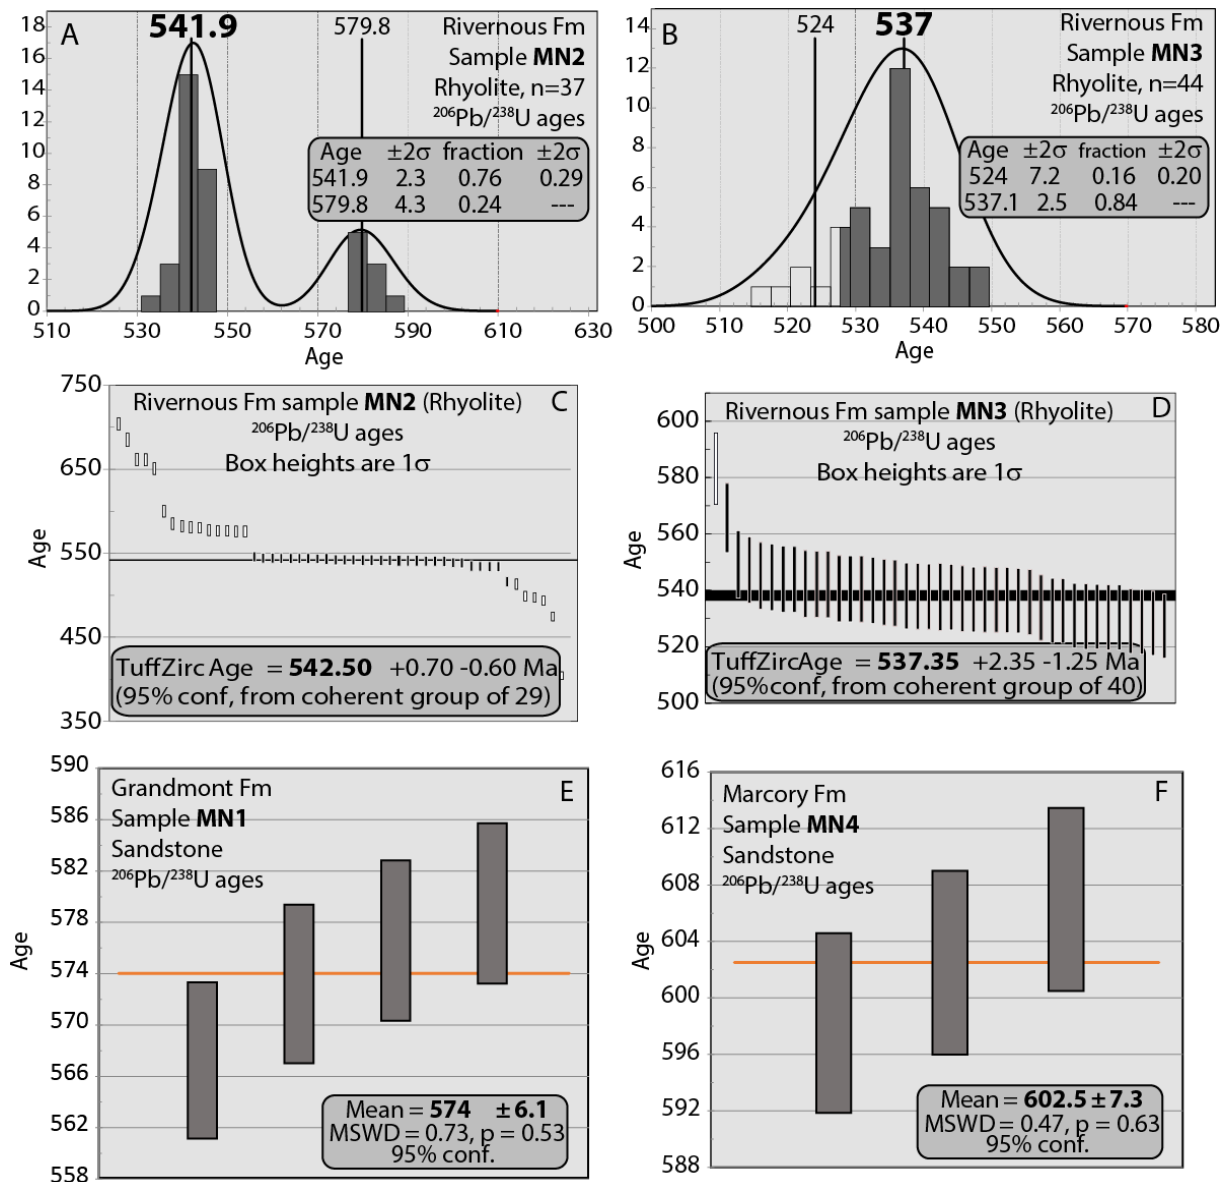 A
541.9
579.8
Rivernous Fm
Sample MN2
Rhyolite, n=37
²⁰⁶Pb/²³⁸U ages
Age ±2σ fraction ±2σ
541.9 2.3 0.76 0.29
579.8 4.3 0.24 ---
18
16
14
12
10
8
6
4
2
0
510 530 550 570 590 610 630
Age
B
524
537
Rivernous Fm
Sample MN3
Rhyolite, n=44
²⁰⁶Pb/²³⁸U ages
Age ±2σ fraction ±2σ
524 7.2 0.16 0.20
537.1 2.5 0.84 ---
14
12
10
8
6
4
2
0
500 510 520 530 540 550 560 570 580
Age
C
Rivernous Fm sample MN2 (Rhyolite)
²⁰⁶Pb/²³⁸U ages
Box heights are 1σ
750
650
550
450
350
Age
TuffZirc Age = 542.50 +0.70 -0.60 Ma
(95% conf, from coherent group of 29)
D
Rivernous Fm sample MN3 (Rhyolite)
²⁰⁶Pb/²³⁸U ages
Box heights are 1σ
600
580
560
540
520
500
Age
TuffZircAge = 537.35 +2.35 -1.25 Ma
(95%conf, from coherent group of 40)
E
Grandmont Fm
Sample MN1
Sandstone
²⁰⁶Pb/²³⁸U ages
590
586
582
578
574
570
566
562
558
Age
Mean = 574 ±6.1
MSWD = 0.73, p = 0.53
95% conf.
F
Marcory Fm
Sample MN4
Sandstone
²⁰⁶Pb/²³⁸U ages
616
612
608
604
600
596
592
588
Age
Mean = 602.5 ±7.3
MSWD = 0.47, p = 0.63
95% conf.